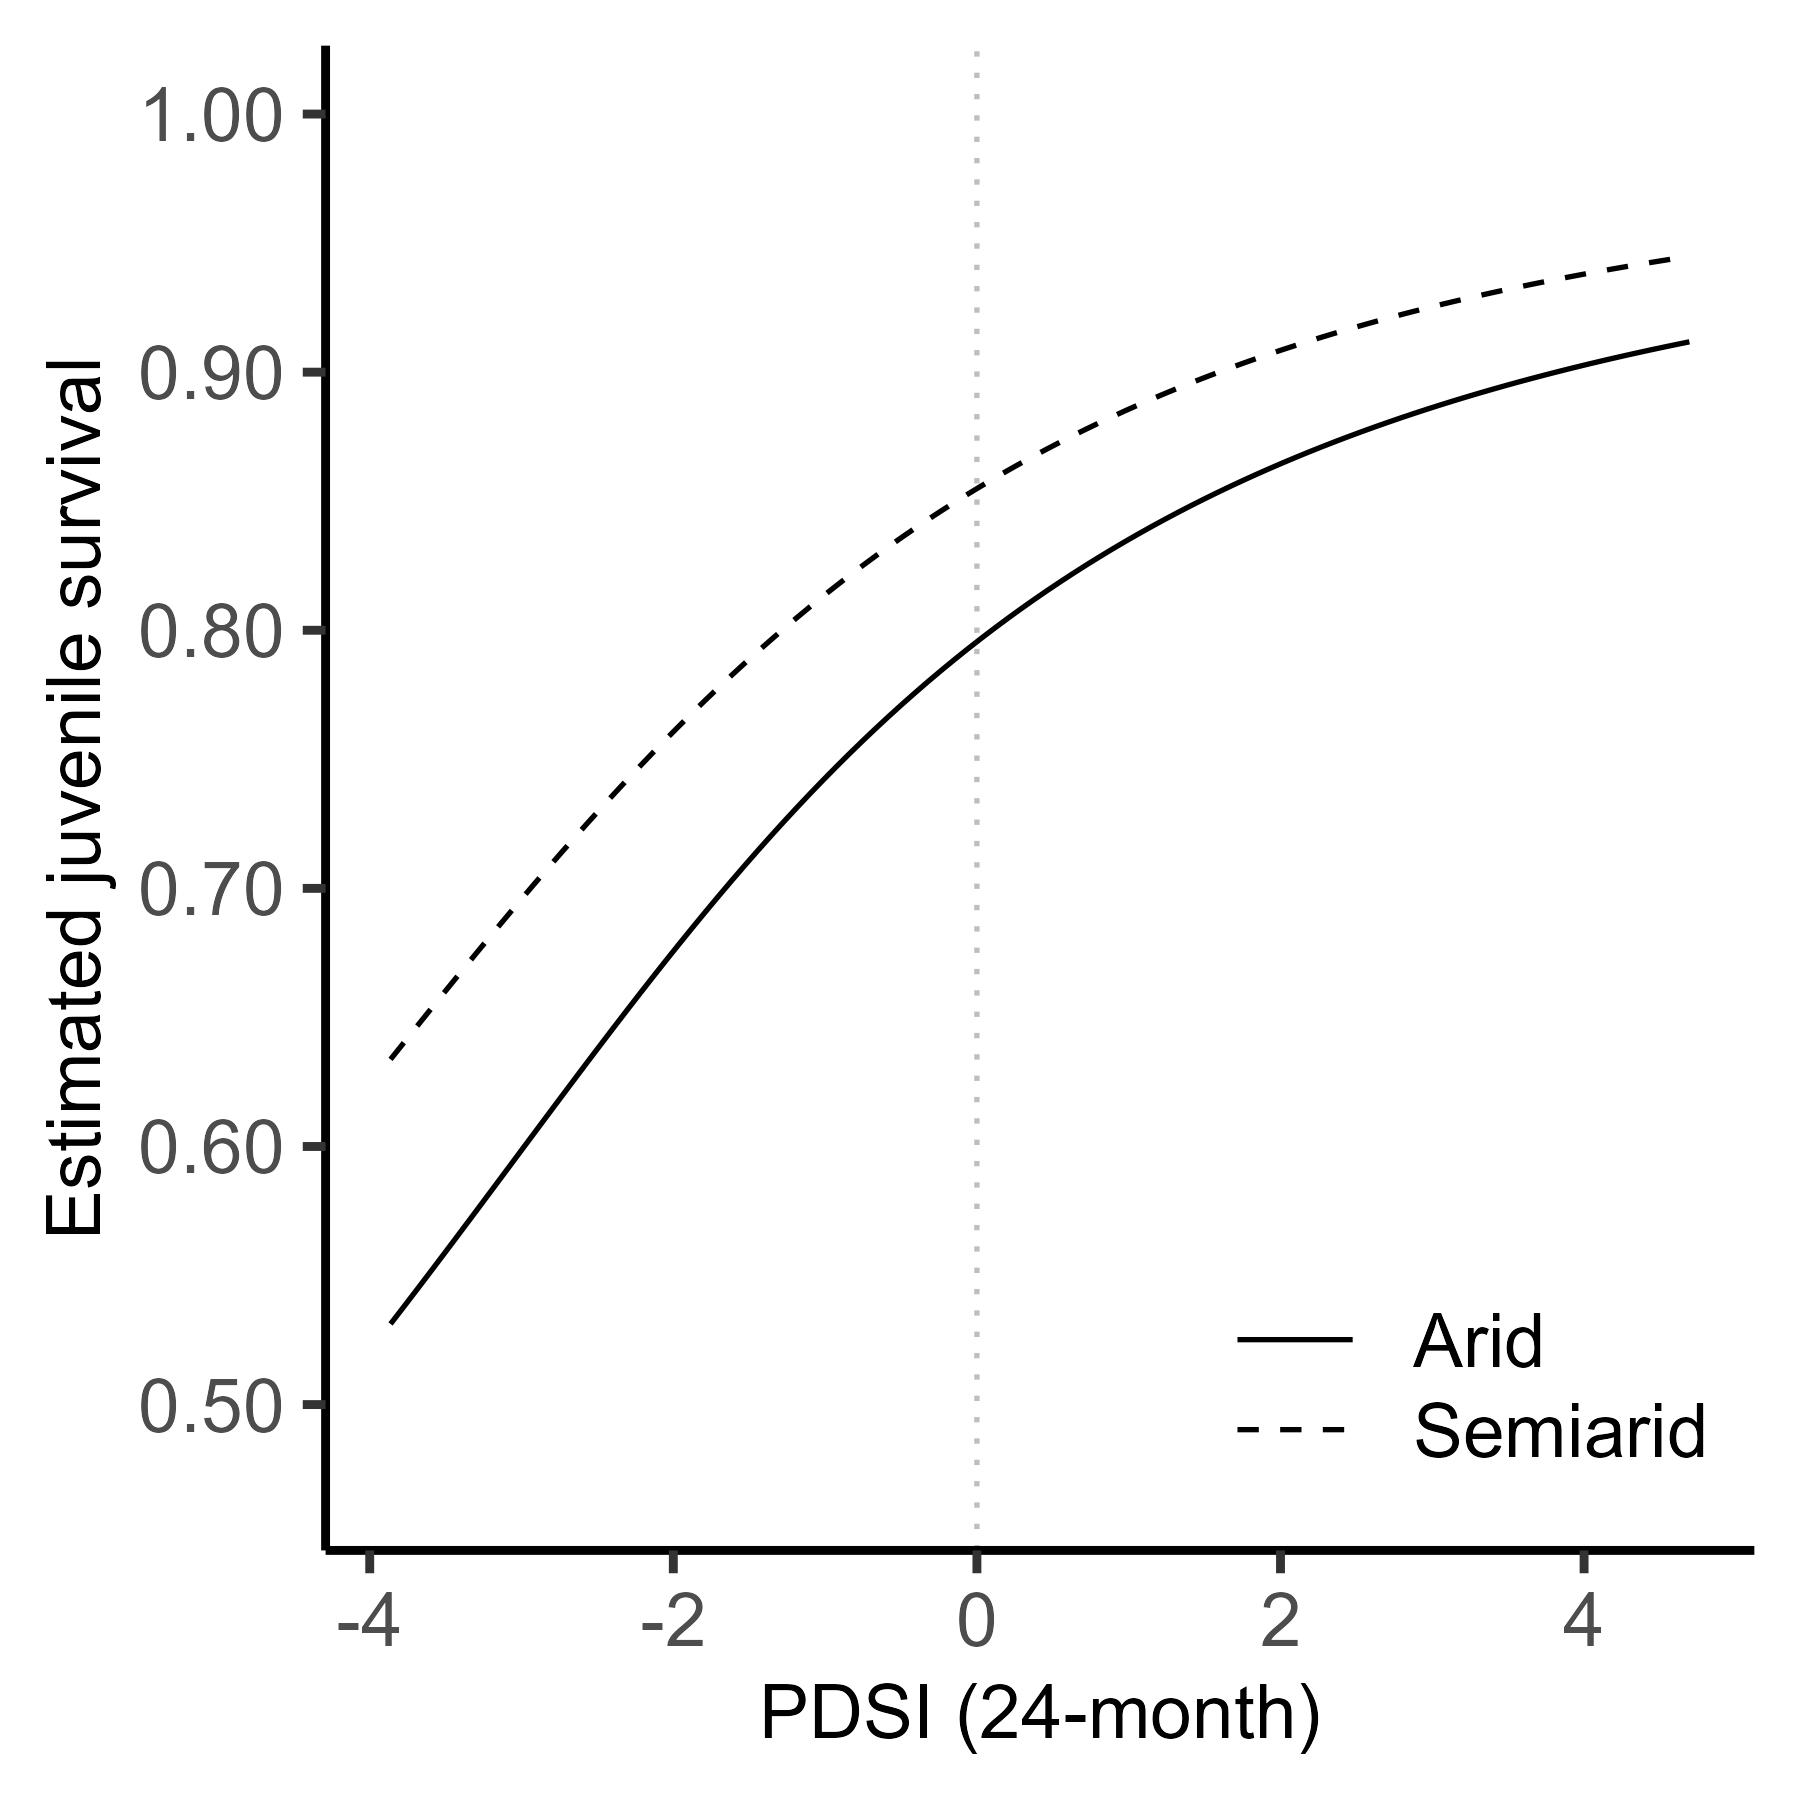 Estimated juvenile survival
1.00
0.90
0.80
0.70
0.60
0.50
Arid
Semiarid
-4
-2
0
2
4
PDSI (24-month)